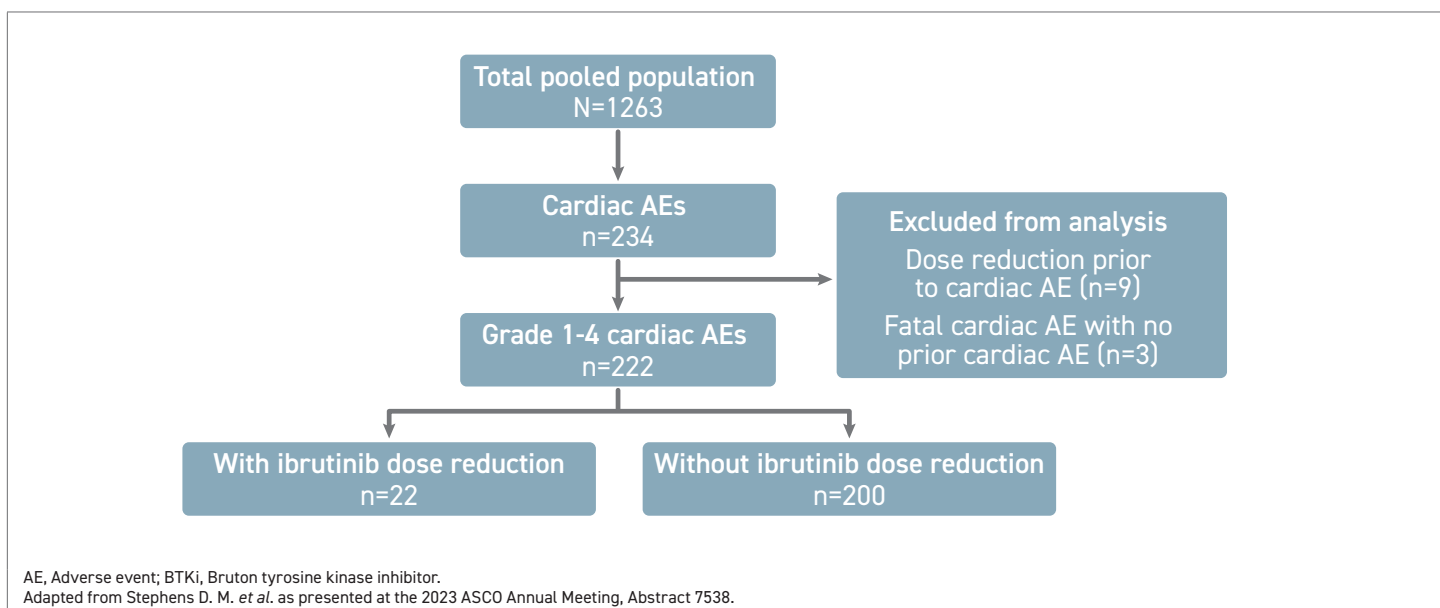 Total pooled population
N=1263
Cardiac AEs
n=234
Excluded from analysis
Dose reduction prior
to cardiac AE (n=9)
Fatal cardiac AE with no
prior cardiac AE (n=3)
Grade 1-4 cardiac AEs
n=222
With ibrutinib dose reduction
n=22
Without ibrutinib dose reduction
n=200
AE, Adverse event; BTKi, Bruton tyrosine kinase inhibitor.
Adapted from Stephens D. M. et al. as presented at the 2023 ASCO Annual Meeting, Abstract 7538.